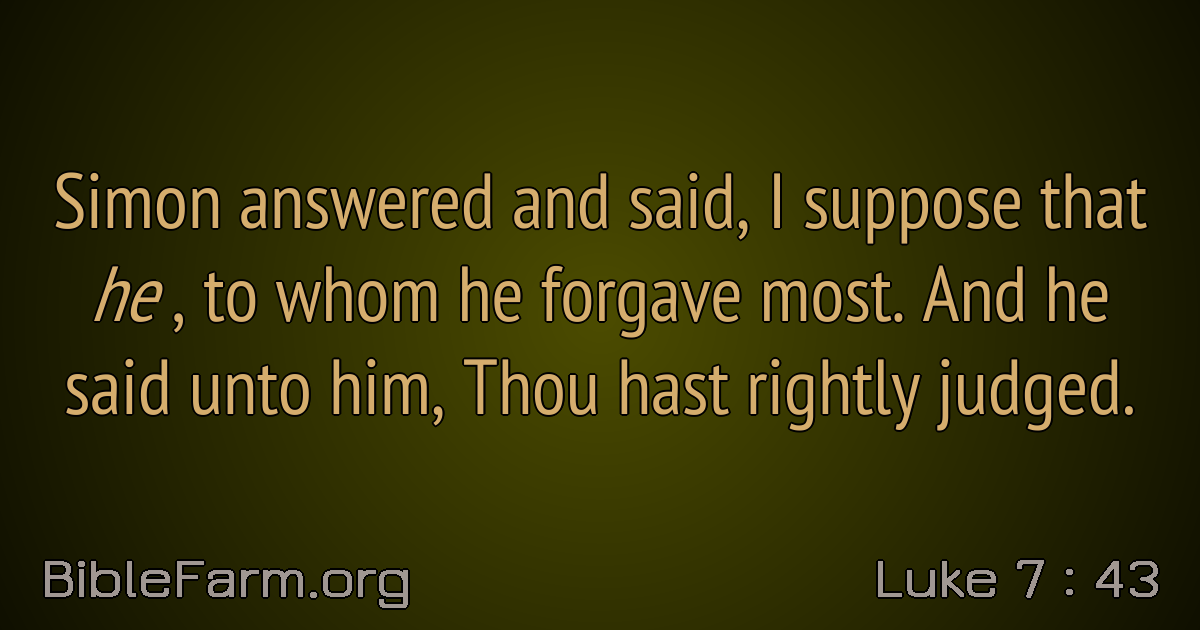 Simon answered and said, I suppose that
he , to whom he forgave most. And he
said unto him, Thou hast rightly judged.
BibleFarm.org
Luke 7 : 43